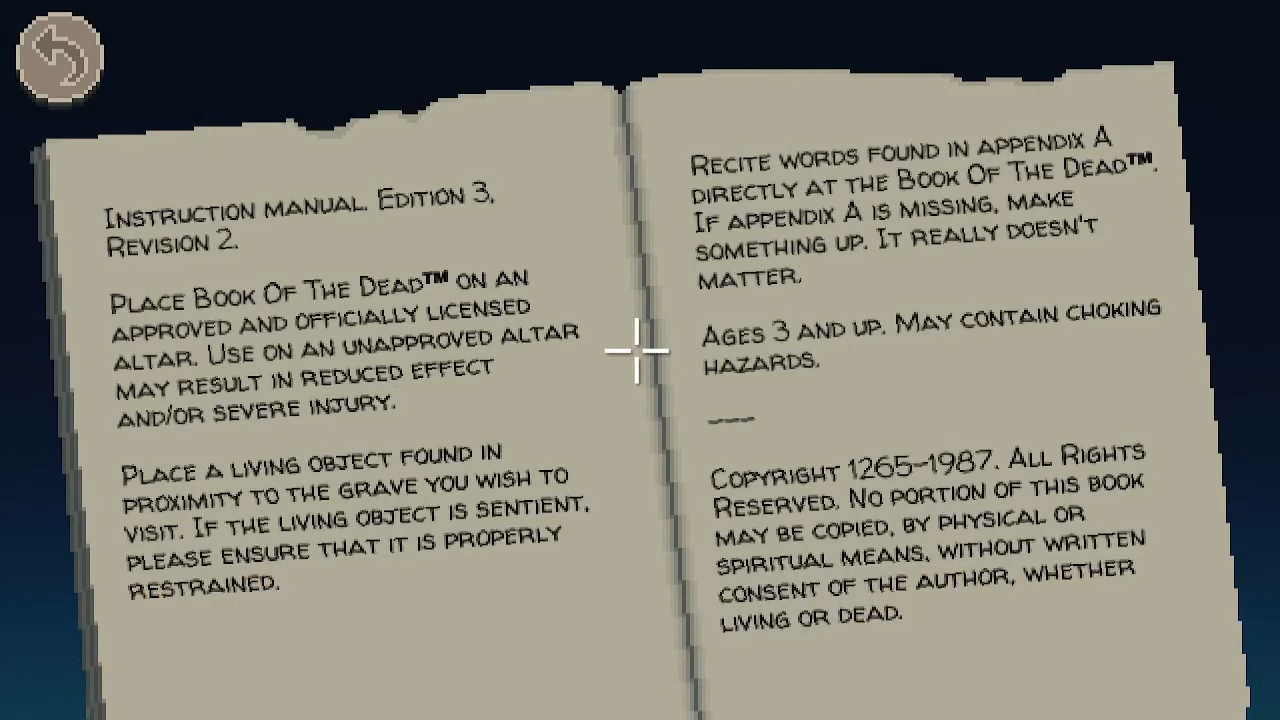 Instruction manual. Edition 3,
Revision 2.
Place Book Of The Dead™ on an
approved and officially licensed
altar. Use on an unapproved altar
may result in reduced effect
and/or severe injury.
Place a living object found in
proximity to the grave you wish to
visit. If the living object is sentient,
please ensure that it is properly
restrained.
Recite words found in appendix A
directly at the Book Of The Dead™.
If appendix A is missing, make
something up. It really doesn't
matter.
Ages 3 and up. May contain choking
hazards.
---
Copyright 1265-1987. All Rights
Reserved. No portion of this book
may be copied, by physical or
spiritual means, without written
consent of the author, whether
living or dead.